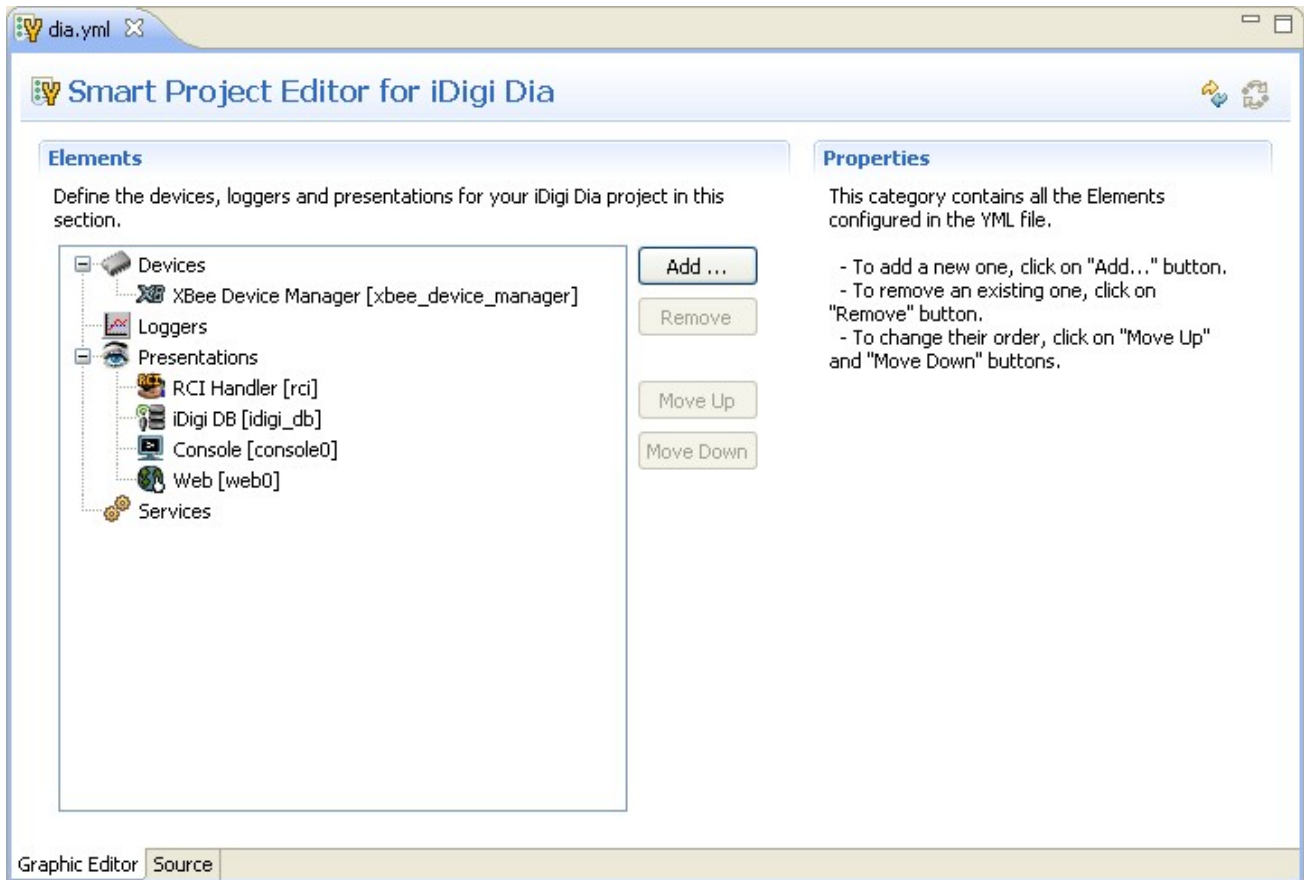 dia.yml
Smart Project Editor for iDigi Dia
Elements
Define the devices, loggers and presentations for your iDigi Dia project in this
section.
Devices
XBee Device Manager [xbee_device_manager]
Loggers
Presentations
RCI Handler [rci]
iDigi DB [idigi_db]
Console [console0]
Web [web0]
Services
Add ...
Remove
Move Up
Move Down
Properties
This category contains all the Elements
configured in the YML file.
- To add a new one, click on "Add..." button.
- To remove an existing one, click on
"Remove" button.
- To change their order, click on "Move Up"
and "Move Down" buttons.
Graphic Editor
Source